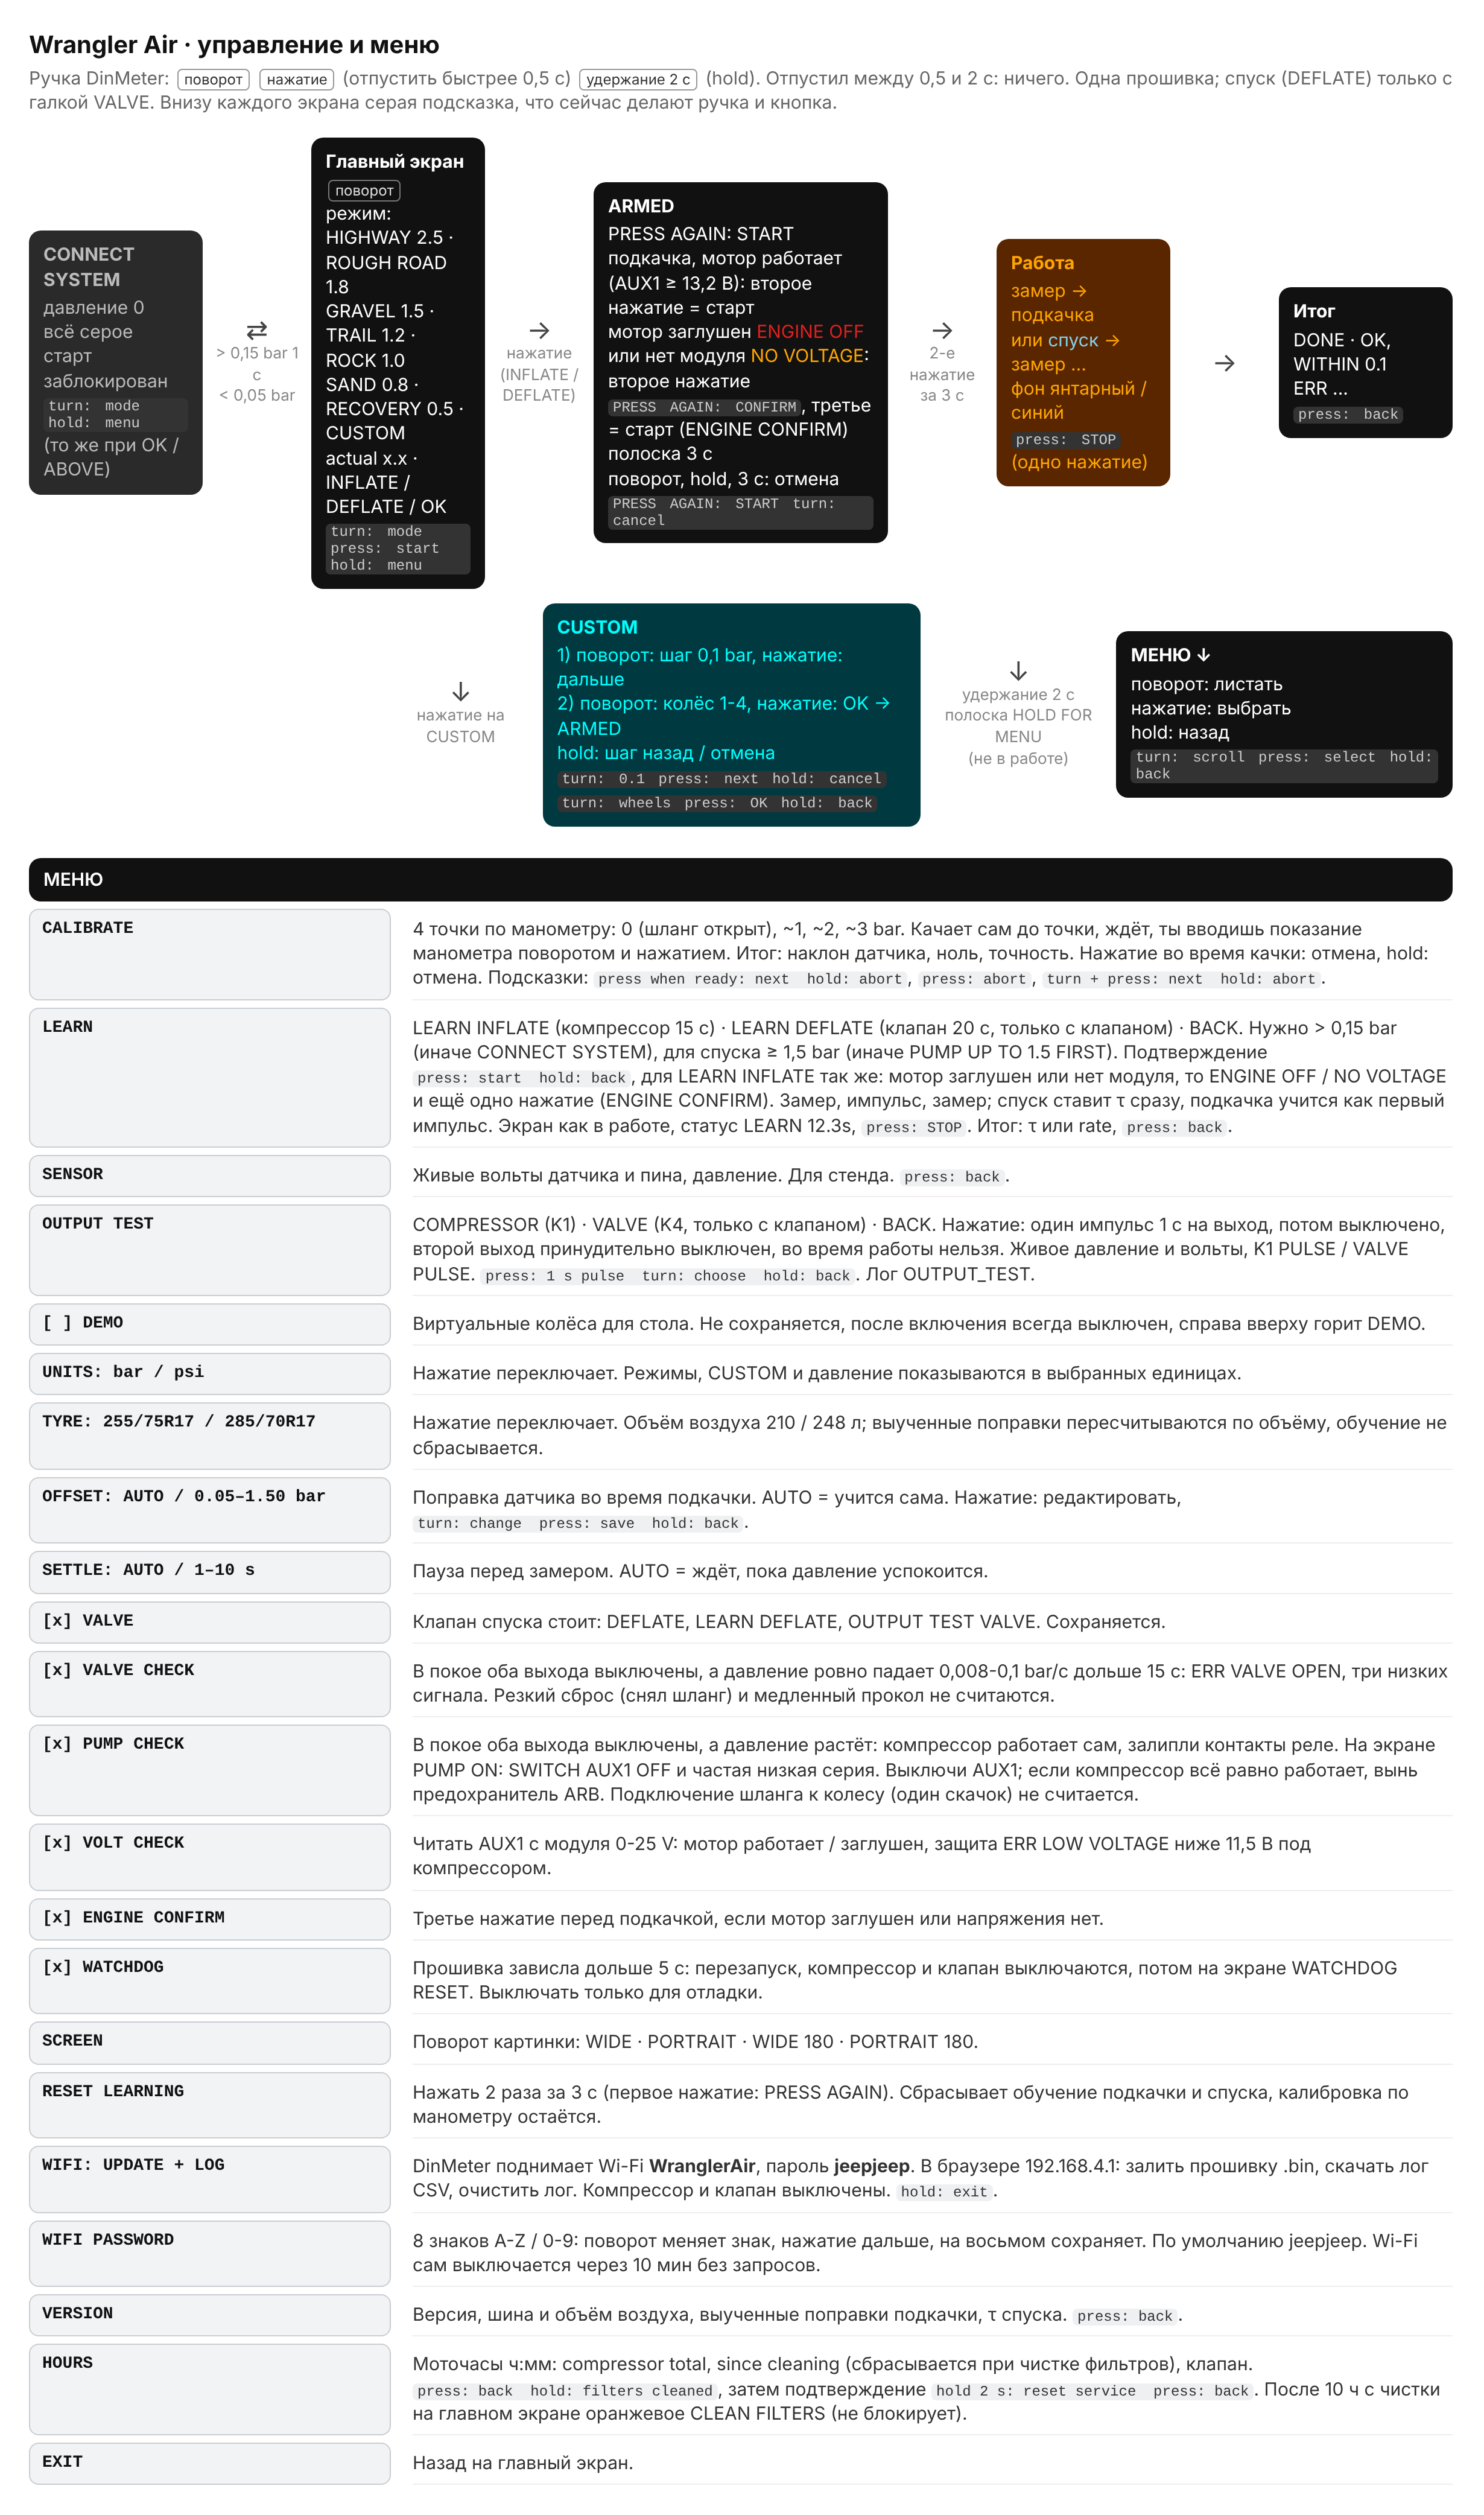 Wrangler Air · управление и меню
Ручка DinMeter: поворот нажатие (отпустить быстрее 0,5 с) удержание 2 с (hold). Отпустил между 0,5 и 2 с: ничего. Одна прошивка; спуск (DEFLATE) только с
галкой VALVE. Внизу каждого экрана серая подсказка, что сейчас делают ручка и кнопка.
CONNECT
SYSTEM
давление 0
всё серое
старт
заблокирован
turn: mode
hold: menu
(то же при OK /
ABOVE)
⇄
> 0,15 bar 1
с
< 0,05 bar
Главный экран
поворот
режим:
HIGHWAY 2.5 ·
ROUGH ROAD
1.8
GRAVEL 1.5 ·
TRAIL 1.2 ·
ROCK 1.0
SAND 0.8 ·
RECOVERY 0.5 ·
CUSTOM
actual x.x ·
INFLATE /
DEFLATE / OK
turn: mode
press: start
hold: menu
→
нажатие
(INFLATE /
DEFLATE)
ARMED
PRESS AGAIN: START
подкачка, мотор работает
(AUX1 ≥ 13,2 В): второе
нажатие = старт
мотор заглушен ENGINE OFF
или нет модуля NO VOLTAGE:
второе нажатие
PRESS AGAIN: CONFIRM, третье
= старт (ENGINE CONFIRM)
полоска 3 с
поворот, hold, 3 с: отмена
PRESS AGAIN: START turn:
cancel
→
2-е
нажатие
за 3 с
Работа
замер →
подкачка
или спуск →
замер ...
фон янтарный /
синий
press: STOP
(одно нажатие)
→
Итог
DONE · OK,
WITHIN 0.1
ERR ...
press: back
↓
нажатие на
CUSTOM
CUSTOM
1) поворот: шаг 0,1 bar, нажатие:
дальше
2) поворот: колёс 1-4, нажатие: OK →
ARMED
hold: шаг назад / отмена
turn: 0.1 press: next hold: cancel
turn: wheels press: OK hold: back
↓
удержание 2 с
полоска HOLD FOR
MENU
(не в работе)
МЕНЮ ↓
поворот: листать
нажатие: выбрать
hold: назад
turn: scroll press: select hold:
back
МЕНЮ
CALIBRATE
4 точки по манометру: 0 (шланг открыт), ~1, ~2, ~3 bar. Качает сам до точки, ждёт, ты вводишь показание
манометра поворотом и нажатием. Итог: наклон датчика, ноль, точность. Нажатие во время качки: отмена, hold:
отмена. Подсказки: press when ready: next hold: abort, press: abort, turn + press: next hold: abort.
LEARN
LEARN INFLATE (компрессор 15 с) · LEARN DEFLATE (клапан 20 с, только с клапаном) · BACK. Нужно > 0,15 bar
(иначе CONNECT SYSTEM), для спуска ≥ 1,5 bar (иначе PUMP UP TO 1.5 FIRST). Подтверждение
press: start hold: back, для LEARN INFLATE так же: мотор заглушен или нет модуля, то ENGINE OFF / NO VOLTAGE
и ещё одно нажатие (ENGINE CONFIRM). Замер, импульс, замер; спуск ставит τ сразу, подкачка учится как первый
импульс. Экран как в работе, статус LEARN 12.3s, press: STOP. Итог: τ или rate, press: back.
SENSOR
Живые вольты датчика и пина, давление. Для стенда. press: back.
OUTPUT TEST
COMPRESSOR (K1) · VALVE (K4, только с клапаном) · BACK. Нажатие: один импульс 1 с на выход, потом выключено,
второй выход принудительно выключен, во время работы нельзя. Живое давление и вольты, K1 PULSE / VALVE
PULSE. press: 1 s pulse turn: choose hold: back. Лог OUTPUT_TEST.
[ ] DEMO
Виртуальные колёса для стола. Не сохраняется, после включения всегда выключен, справа вверху горит DEMO.
UNITS: bar / psi
Нажатие переключает. Режимы, CUSTOM и давление показываются в выбранных единицах.
TYRE: 255/75R17 / 285/70R17
Нажатие переключает. Объём воздуха 210 / 248 л; выученные поправки пересчитываются по объёму, обучение не
сбрасывается.
OFFSET: AUTO / 0.05–1.50 bar
Поправка датчика во время подкачки. AUTO = учится сама. Нажатие: редактировать,
turn: change press: save hold: back.
SETTLE: AUTO / 1–10 s
Пауза перед замером. AUTO = ждёт, пока давление успокоится.
[x] VALVE
Клапан спуска стоит: DEFLATE, LEARN DEFLATE, OUTPUT TEST VALVE. Сохраняется.
[x] VALVE CHECK
В покое оба выхода выключены, а давление ровно падает 0,008-0,1 bar/с дольше 15 с: ERR VALVE OPEN, три низких
сигнала. Резкий сброс (снял шланг) и медленный прокол не считаются.
[x] PUMP CHECK
В покое оба выхода выключены, а давление растёт: компрессор работает сам, залипли контакты реле. На экране
PUMP ON: SWITCH AUX1 OFF и частая низкая серия. Выключи AUX1; если компрессор всё равно работает, вынь
предохранитель ARB. Подключение шланга к колесу (один скачок) не считается.
[x] VOLT CHECK
Читать AUX1 с модуля 0-25 V: мотор работает / заглушен, защита ERR LOW VOLTAGE ниже 11,5 В под
компрессором.
[x] ENGINE CONFIRM
Третье нажатие перед подкачкой, если мотор заглушен или напряжения нет.
[x] WATCHDOG
Прошивка зависла дольше 5 с: перезапуск, компрессор и клапан выключаются, потом на экране WATCHDOG
RESET. Выключать только для отладки.
SCREEN
Поворот картинки: WIDE · PORTRAIT · WIDE 180 · PORTRAIT 180.
RESET LEARNING
Нажать 2 раза за 3 с (первое нажатие: PRESS AGAIN). Сбрасывает обучение подкачки и спуска, калибровка по
манометру остаётся.
WIFI: UPDATE + LOG
DinMeter поднимает Wi-Fi WranglerAir, пароль jeepjeep. В браузере 192.168.4.1: залить прошивку .bin, скачать лог
CSV, очистить лог. Компрессор и клапан выключены. hold: exit.
WIFI PASSWORD
8 знаков A-Z / 0-9: поворот меняет знак, нажатие дальше, на восьмом сохраняет. По умолчанию jeepjeep. Wi-Fi
сам выключается через 10 мин без запросов.
VERSION
Версия, шина и объём воздуха, выученные поправки подкачки, τ спуска. press: back.
HOURS
Моточасы ч:мм: compressor total, since cleaning (сбрасывается при чистке фильтров), клапан.
press: back hold: filters cleaned, затем подтверждение hold 2 s: reset service press: back. После 10 ч с чистки
на главном экране оранжевое CLEAN FILTERS (не блокирует).
EXIT
Назад на главный экран.